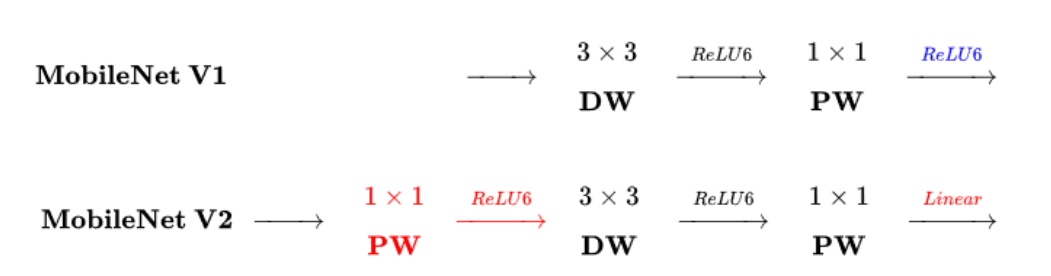 3 × 3 ReLU6 1 × 1 ReLU6
MobileNet V1
DW PW
1 × 1 ReLU6 3 × 3 ReLU6 1 × 1 Linear
MobileNet V2
PW DW PW